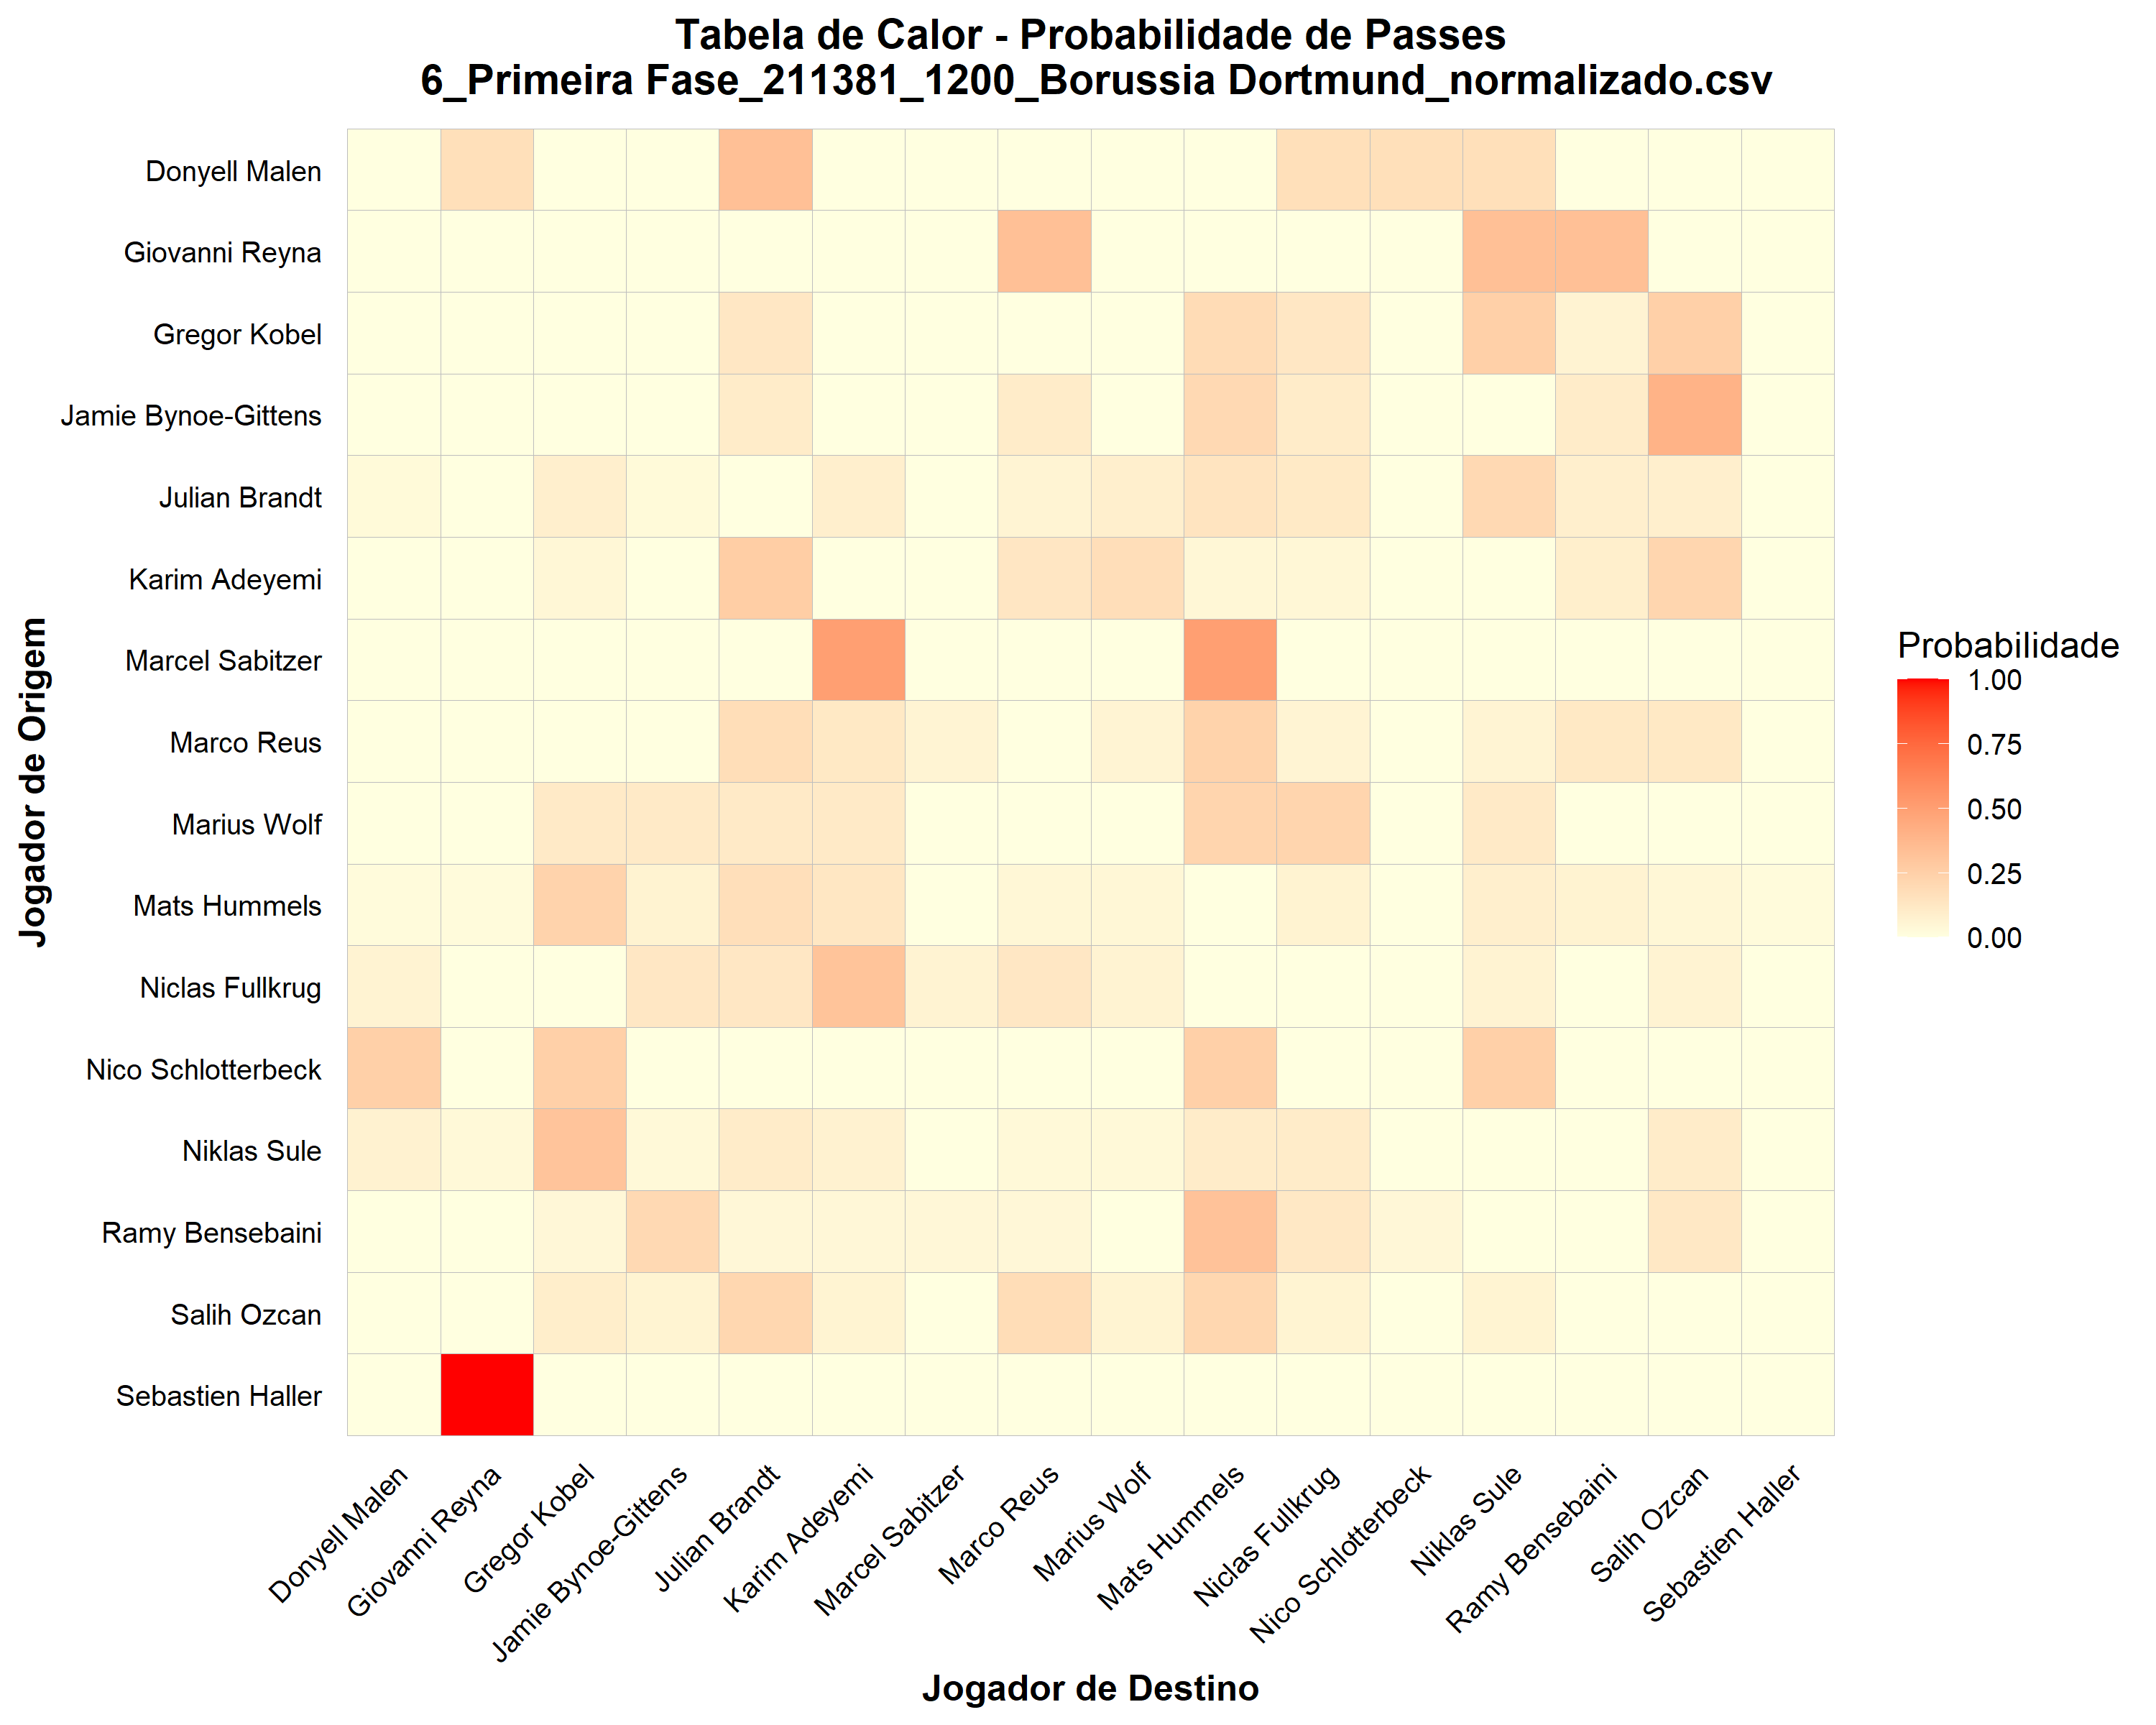 Tabela de Calor - Probabilidade de Passes
6_Primeira Fase_211381_1200_Borussia Dortmund_normalizado.csv
Jogador de Origem
Donyell Malen
Giovanni Reyna
Gregor Kobel
Jamie Bynoe-Gittens
Julian Brandt
Karim Adeyemi
Marcel Sabitzer
Marco Reus
Marius Wolf
Mats Hummels
Niclas Fullkrug
Nico Schlotterbeck
Niklas Sule
Ramy Bensebaini
Salih Ozcan
Sebastien Haller
Donyell Malen
Giovanni Reyna
Gregor Kobel
Jamie Bynoe-Gittens
Julian Brandt
Karim Adeyemi
Marcel Sabitzer
Marco Reus
Marius Wolf
Mats Hummels
Niclas Fullkrug
Nico Schlotterbeck
Niklas Sule
Ramy Bensebaini
Salih Ozcan
Sebastien Haller
Jogador de Destino
Probabilidade
1.00
0.75
0.50
0.25
0.00